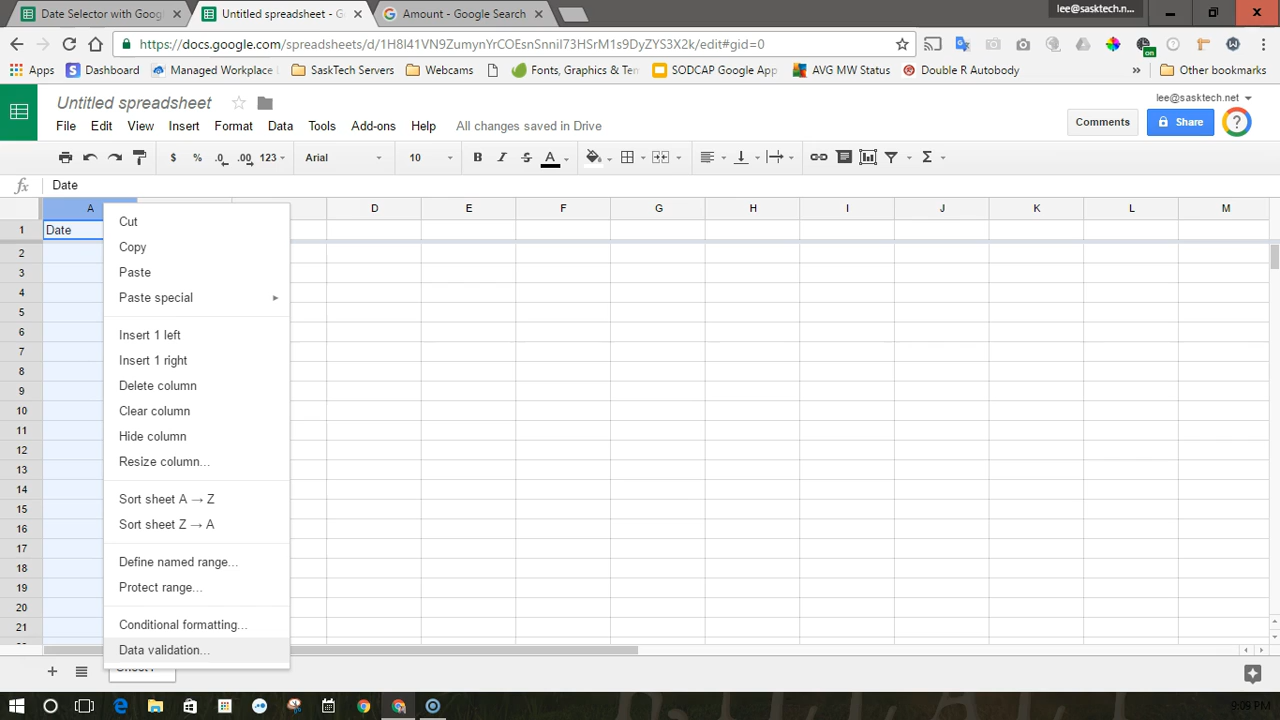 Date Selector with Googl
Untitled spreadsheet - G
Amount - Google Search
lee@sasktech.n...
https://docs.google.com/spreadsheets/d/
/edit#gid=0
Apps
Dashboard
Managed Workplace
SaskTech Servers
Webcams
Fonts, Graphics & Ten
SODCAP Google App
AVG MW Status
Double R Autobody
»
Other bookmarks
Untitled spreadsheet
lee@sasktech.net
File Edit View Insert Format Data Tools Add-ons Help All changes saved in Drive
Comments
Share
?
$ % .0 .00 123 Arial 10 B I S A Σ
fx Date
A D E F G H I J K L M
1 Date
2
3
4
5
6
7
8
9
10
11
12
13
14
15
16
17
18
19
20
21
Cut
Copy
Paste
Paste special
Insert 1 left
Insert 1 right
Delete column
Clear column
Hide column
Resize column...
Sort sheet A → Z
Sort sheet Z → A
Define named range...
Protect range...
Conditional formatting...
Data validation...
9:09 PM